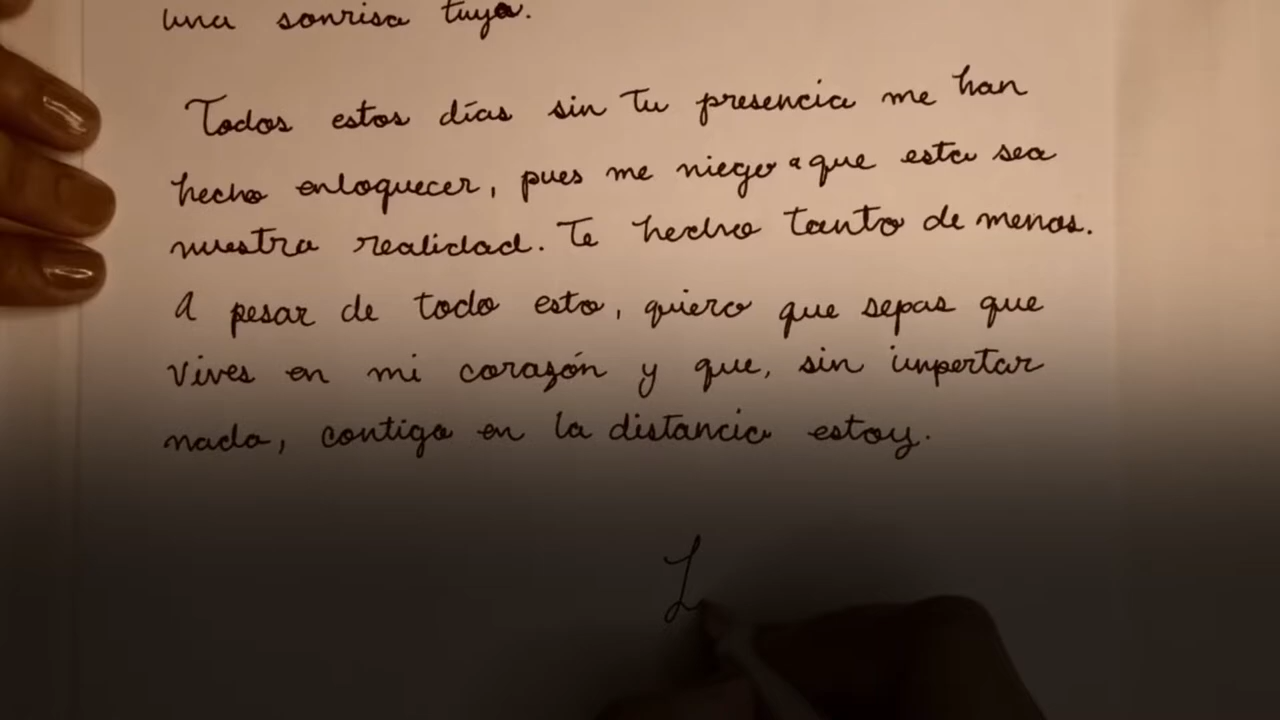 una sonrisa tuya.
Todos estos días sin tu presencia me han
hecho enloquecer, pues me niego a que esta sea
nuestra realidad. Te hecho tanto de menos.
A pesar de todo esto, quiero que sepas que
vives en mi corazón y que, sin importar
nada, contigo en la distancia estoy.
L